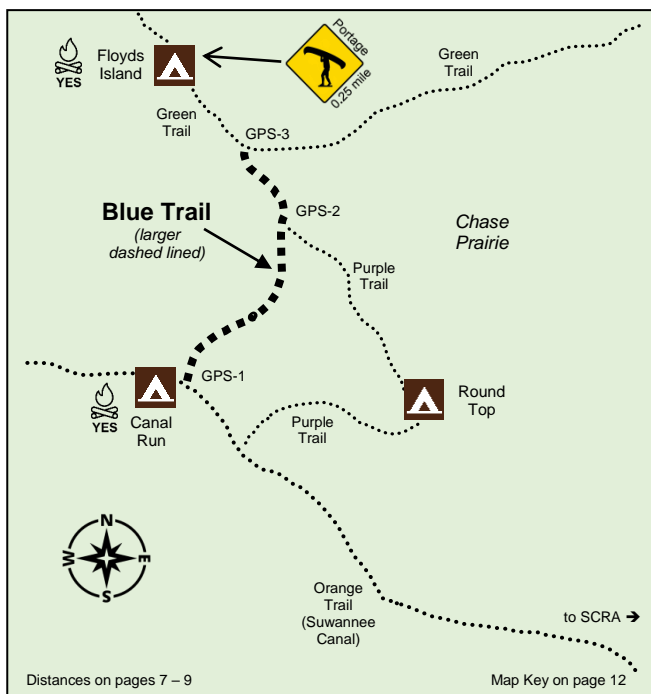 YES
Floyds
Island
Portage
0.25 mile
Green
Trail
Green
Trail
GPS-3
Blue Trail
(larger
dashed lined)
GPS-2
Chase
Prairie
Purple
Trail
GPS-1
YES
Canal
Run
Purple
Trail
Round
Top
N
W
E
S
Orange
Trail
(Suwannee
Canal)
to SCRA →
Distances on pages 7 – 9
Map Key on page 12